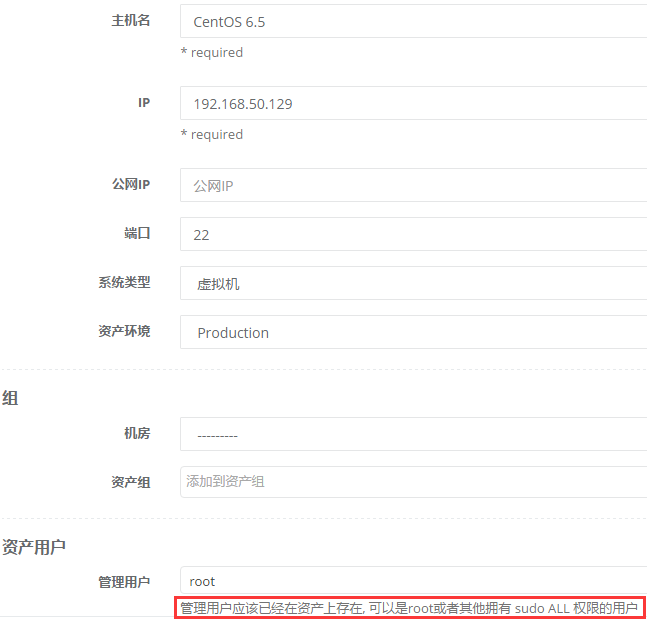 主机名 CentOS 6.5
* required
IP 192.168.50.129
* required
公网IP 公网IP
端口 22
系统类型 虚拟机
资产环境 Production
组
机房 ---------
资产组 添加到资产组
资产用户
管理用户 root
管理用户应该已经在资产上存在, 可以是root或者其他拥有 sudo ALL 权限的用户